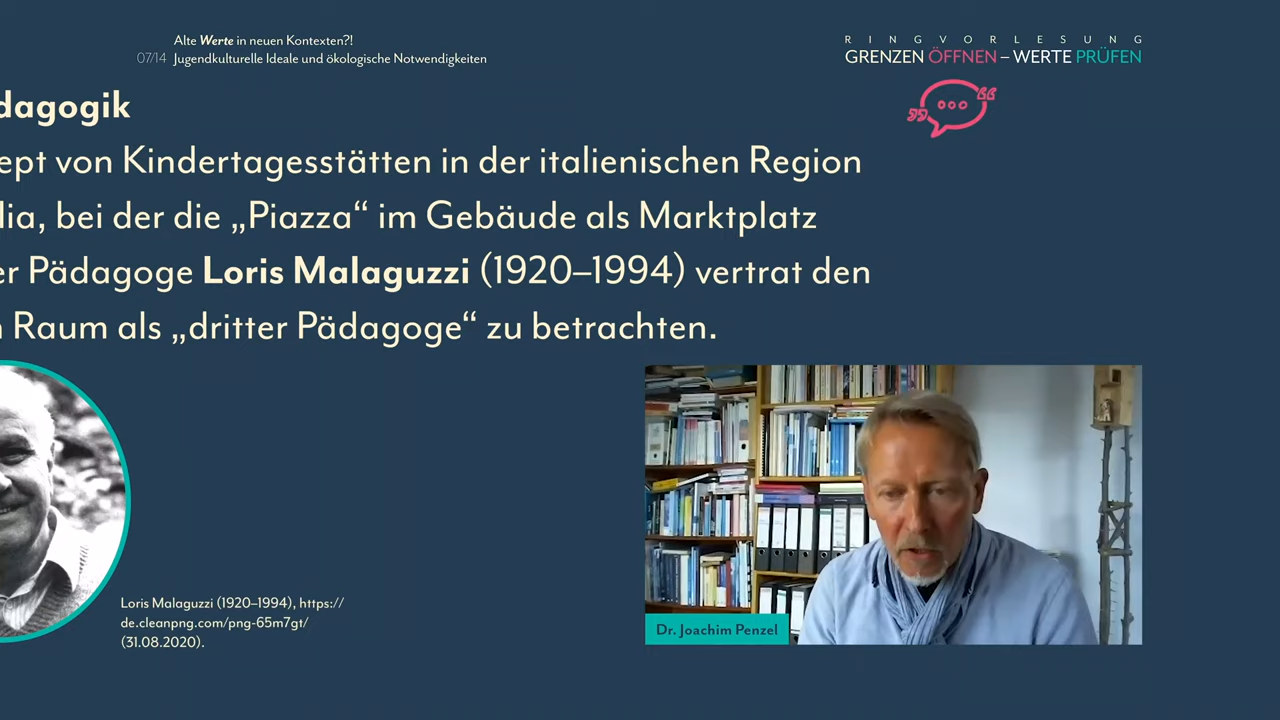 Alte Werte in neuen Kontexten?!
07/14 Jugendkulturelle Ideale und ökologische Notwendigkeiten
RINGVORLESUNG
GRENZEN ÖFFNEN – WERTE PRÜFEN
dagogik
ept von Kindertagesstätten in der italienischen Region
lia, bei der die „Piazza“ im Gebäude als Marktplatz
er Pädagoge Loris Malaguzzi (1920–1994) vertrat den
n Raum als „dritter Pädagoge“ zu betrachten.
Loris Malaguzzi (1920–1994), https://
de.cleanpng.com/png-65m7gt/
(31.08.2020).
Dr. Joachim Penzel